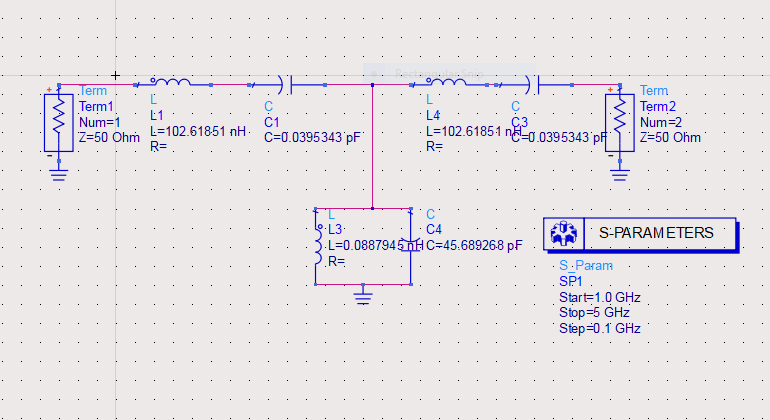 Term
Term1
Num=1
Z=50 Ohm
L
L1
L=102.61851 nH
R=
C
C1
C=0.0395343 pF
L
L4
L=102.61851 nH
R=
C
C3
C=0.0395343 pF
Term
Term2
Num=2
Z=50 Ohm
L
L3
L=0.0887945 nH
R=
C
C4
C=45.689268 pF
S-PARAMETERS
S_Param
SP1
Start=1.0 GHz
Stop=5 GHz
Step=0.1 GHz